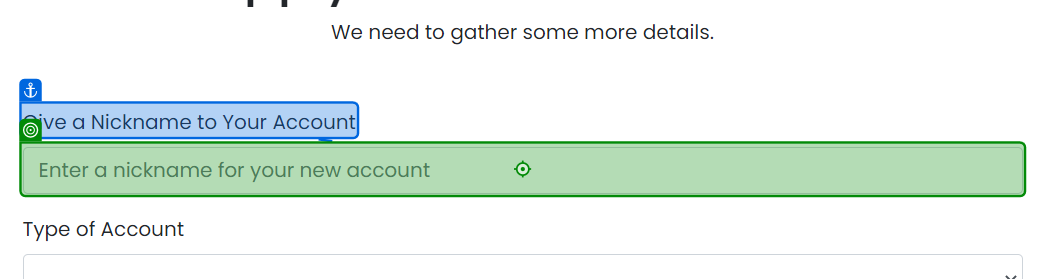 We need to gather some more details.
Give a Nickname to Your Account
Enter a nickname for your new account
Type of Account